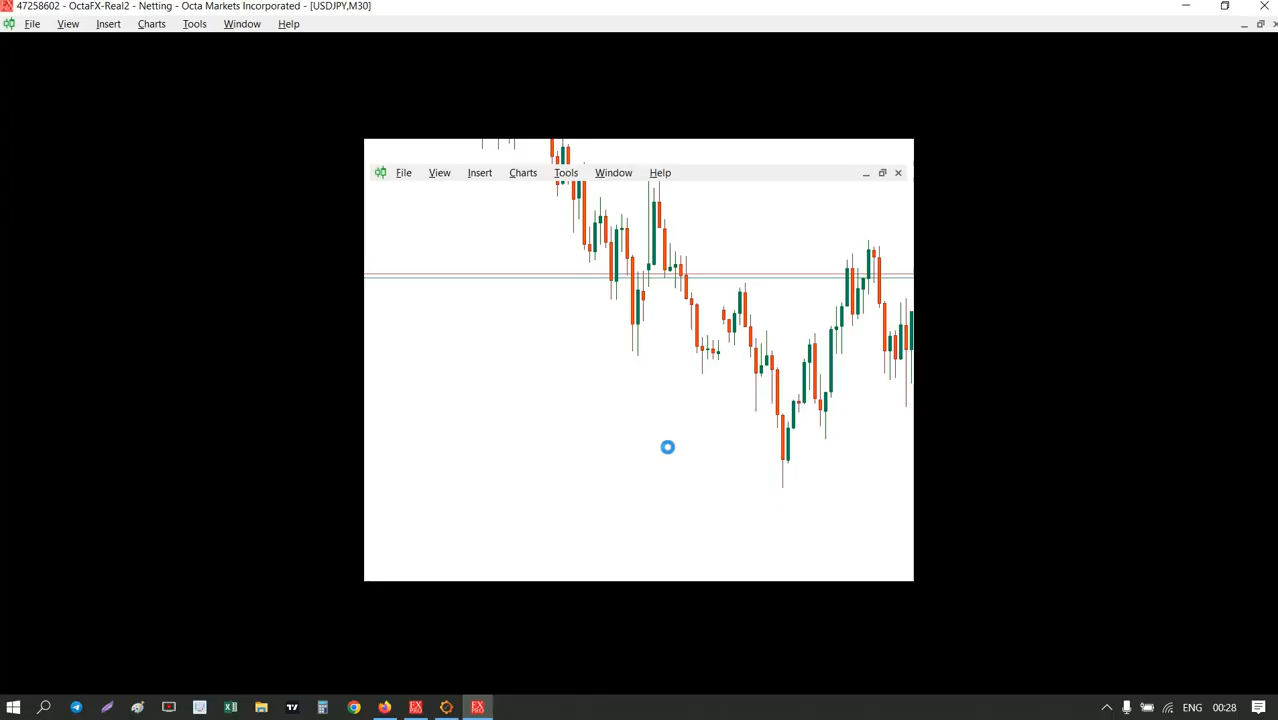 47258602 - OctaFX-Real2 - Netting - Octa Markets Incorporated - [USDJPY,M30]
File View Insert Charts Tools Window Help
File View Insert Charts Tools Window Help
ENG 00:28